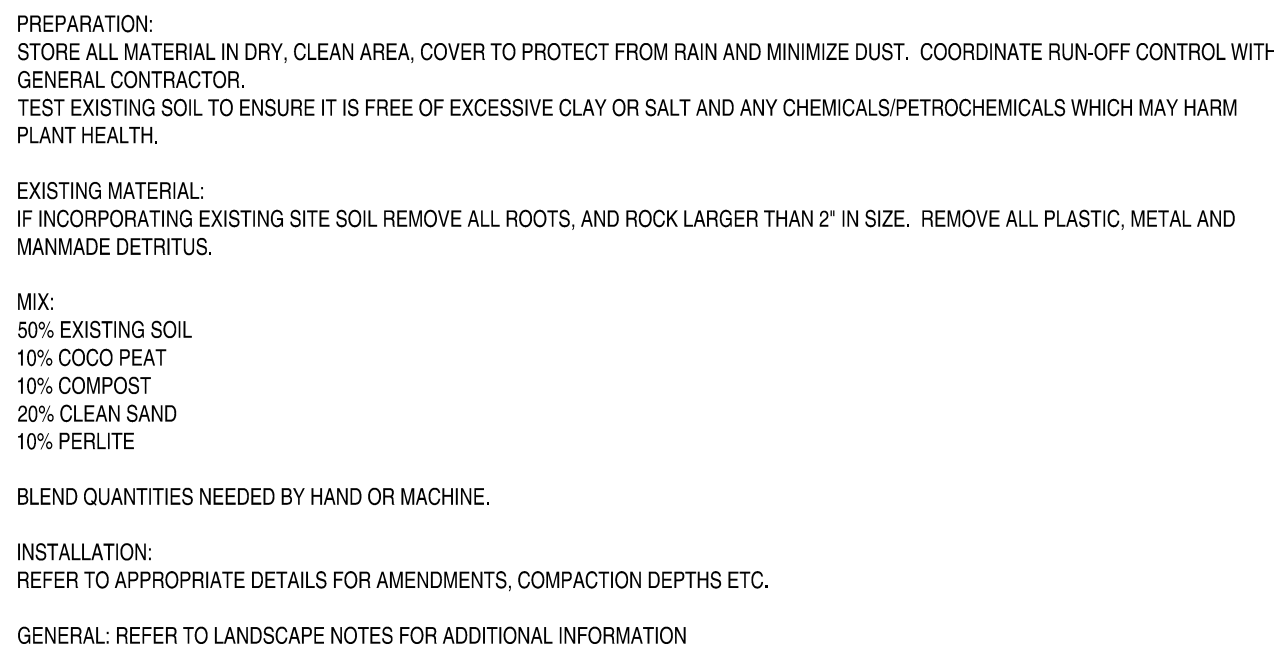 PREPARATION:
STORE ALL MATERIAL IN DRY, CLEAN AREA, COVER TO PROTECT FROM RAIN AND MINIMIZE DUST.  COORDINATE RUN-OFF CONTROL WITH
GENERAL CONTRACTOR.
TEST EXISTING SOIL TO ENSURE IT IS FREE OF EXCESSIVE CLAY OR SALT AND ANY CHEMICALS/PETROCHEMICALS WHICH MAY HARM
PLANT HEALTH.
EXISTING MATERIAL:
IF INCORPORATING EXISTING SITE SOIL REMOVE ALL ROOTS, AND ROCK LARGER THAN 2" IN SIZE.  REMOVE ALL PLASTIC, METAL AND
MANMADE DETRITUS.
MIX:
50% EXISTING SOIL
10% COCO PEAT
10% COMPOST
20% CLEAN SAND
10% PERLITE
BLEND QUANTITIES NEEDED BY HAND OR MACHINE.
INSTALLATION:
REFER TO APPROPRIATE DETAILS FOR AMENDMENTS, COMPACTION DEPTHS ETC.
GENERAL: REFER TO LANDSCAPE NOTES FOR ADDITIONAL INFORMATION